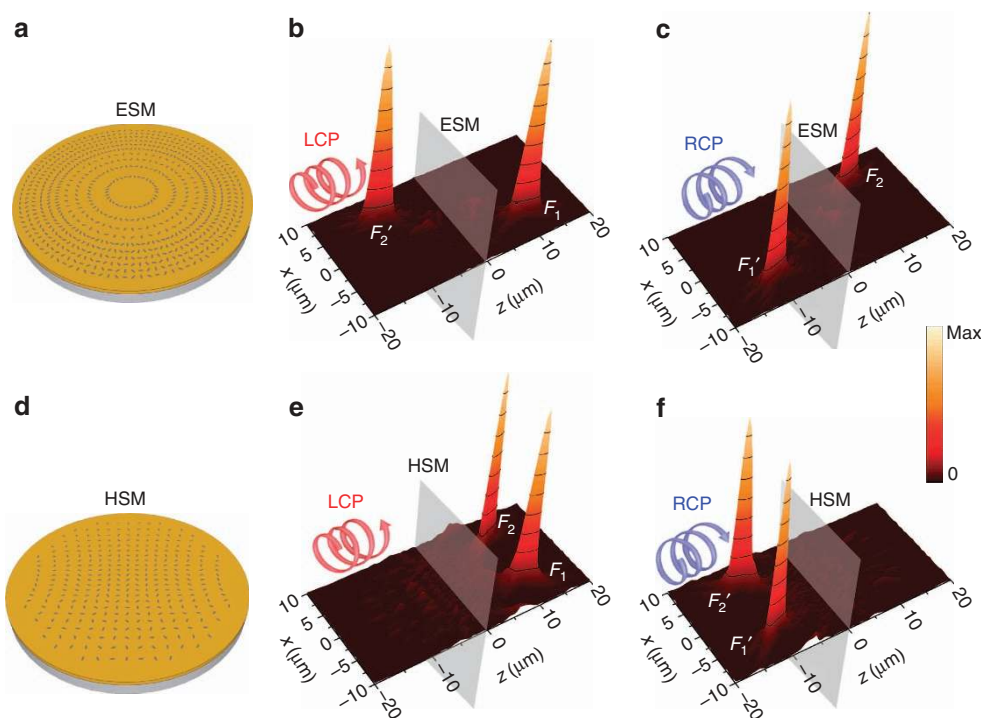 a
ESM
b
LCP
ESM
F2′
F1
10
5
0
−5
−10
x (μm)
−20
−10
0
10
20
z (μm)
c
RCP
ESM
F1′
F2
10
5
0
−5
−10
x (μm)
−20
−10
0
10
20
z (μm)
Max
0
d
HSM
e
LCP
HSM
F2
F1
10
5
0
−5
−10
x (μm)
−20
−10
0
10
20
z (μm)
f
RCP
HSM
F2′
F1′
10
5
0
−5
−10
x (μm)
−20
−10
0
10
20
z (μm)